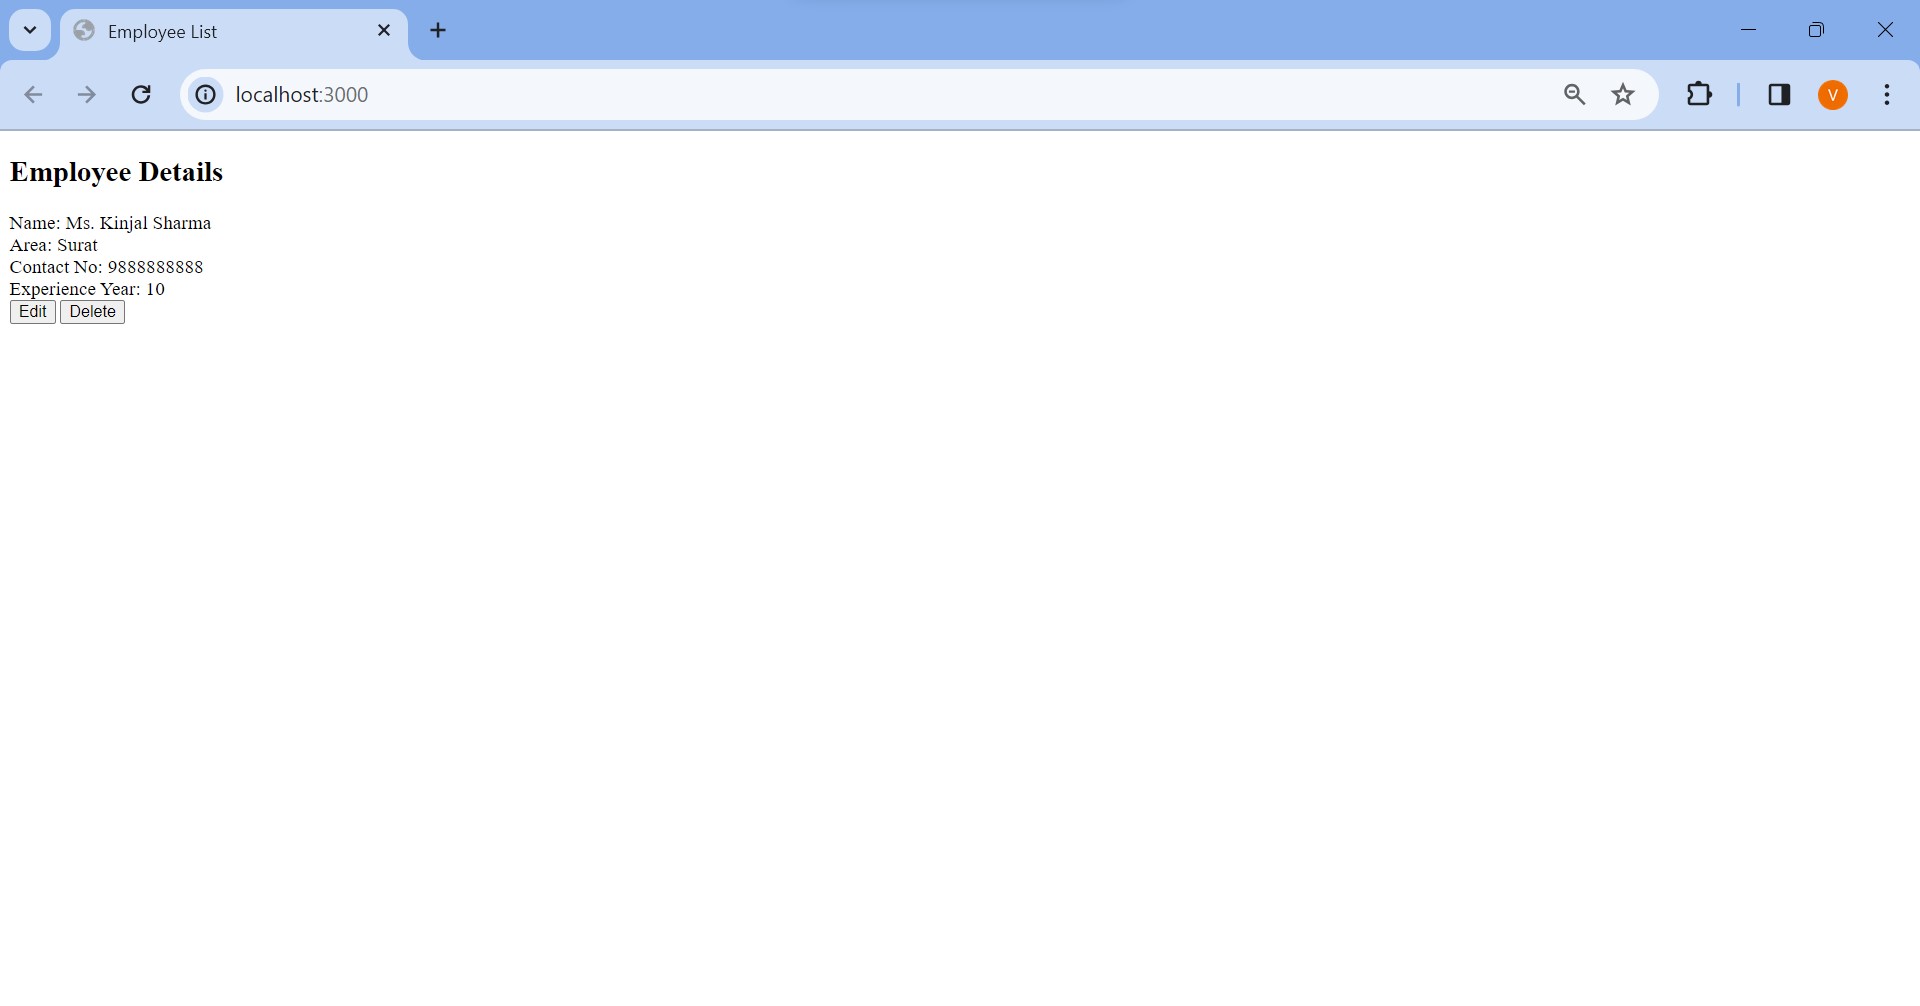 Employee List
localhost:3000
V
Employee Details
Name: Ms. Kinjal Sharma
Area: Surat
Contact No: 9888888888
Experience Year: 10
Edit Delete